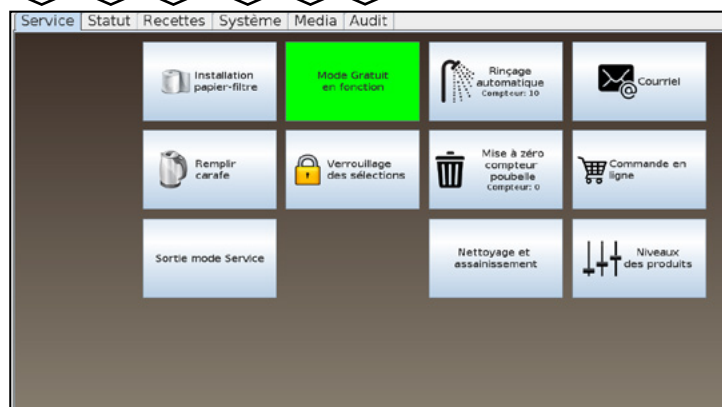 Service Statut Recettes Système Media Audit
Installation
papier-filtre
Mode Gratuit
en fonction
Rinçage
automatique
Compteur: 10
Courriel
Remplir
carafe
Verrouillage
des sélections
Mise à zéro
compteur
poubelle
Compteur: 0
Commande en
ligne
Sortie mode Service
Nettoyage et
assainissement
Niveaux
des produits